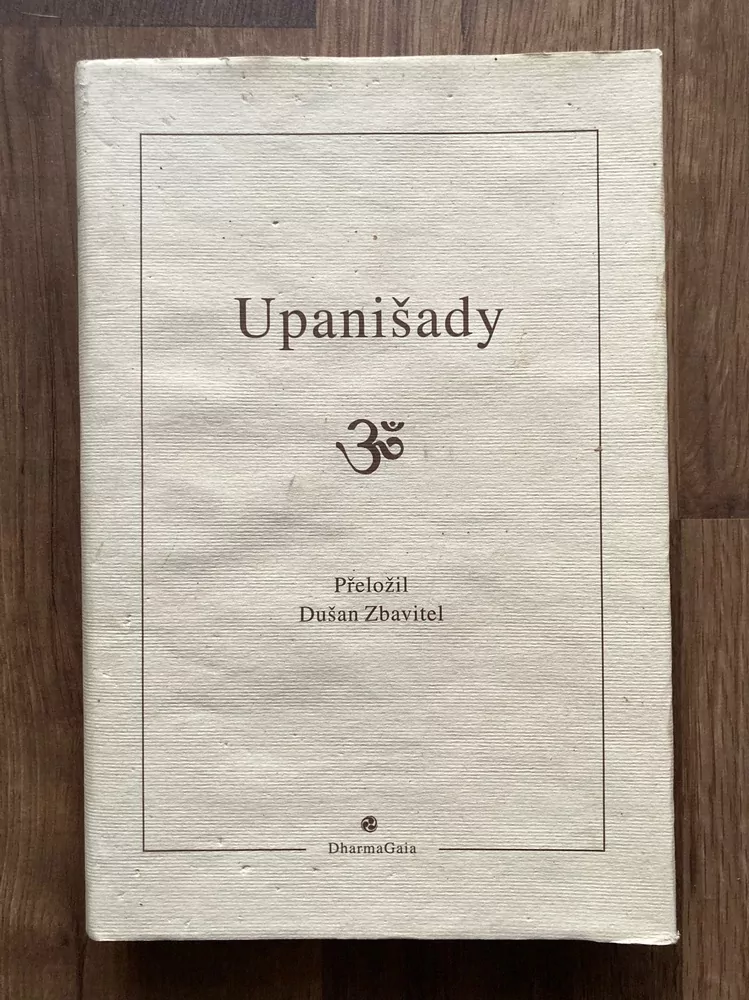 Upanišady
ॐ
Přeložil
Dušan Zbavitel
DharmaGaia